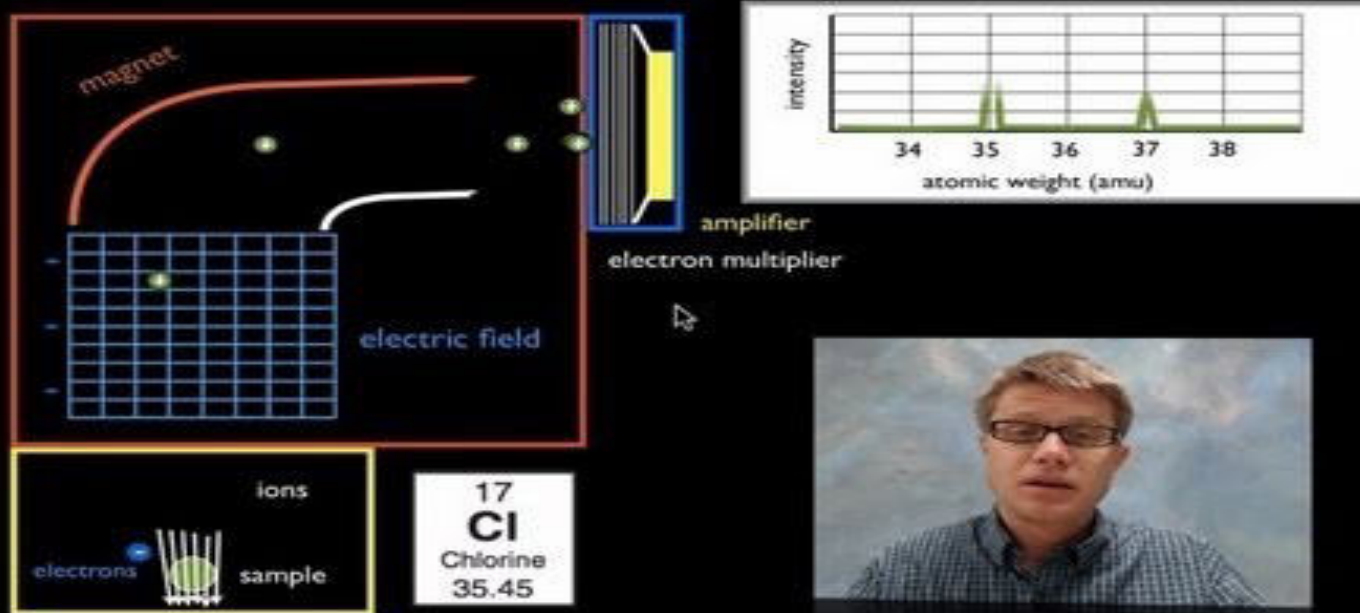 magnet
intensity
34 35 36 37 38
atomic weight (amu)
amplifier
electron multiplier
electric field
ions
electrons
sample
17
Cl
Chlorine
35.45